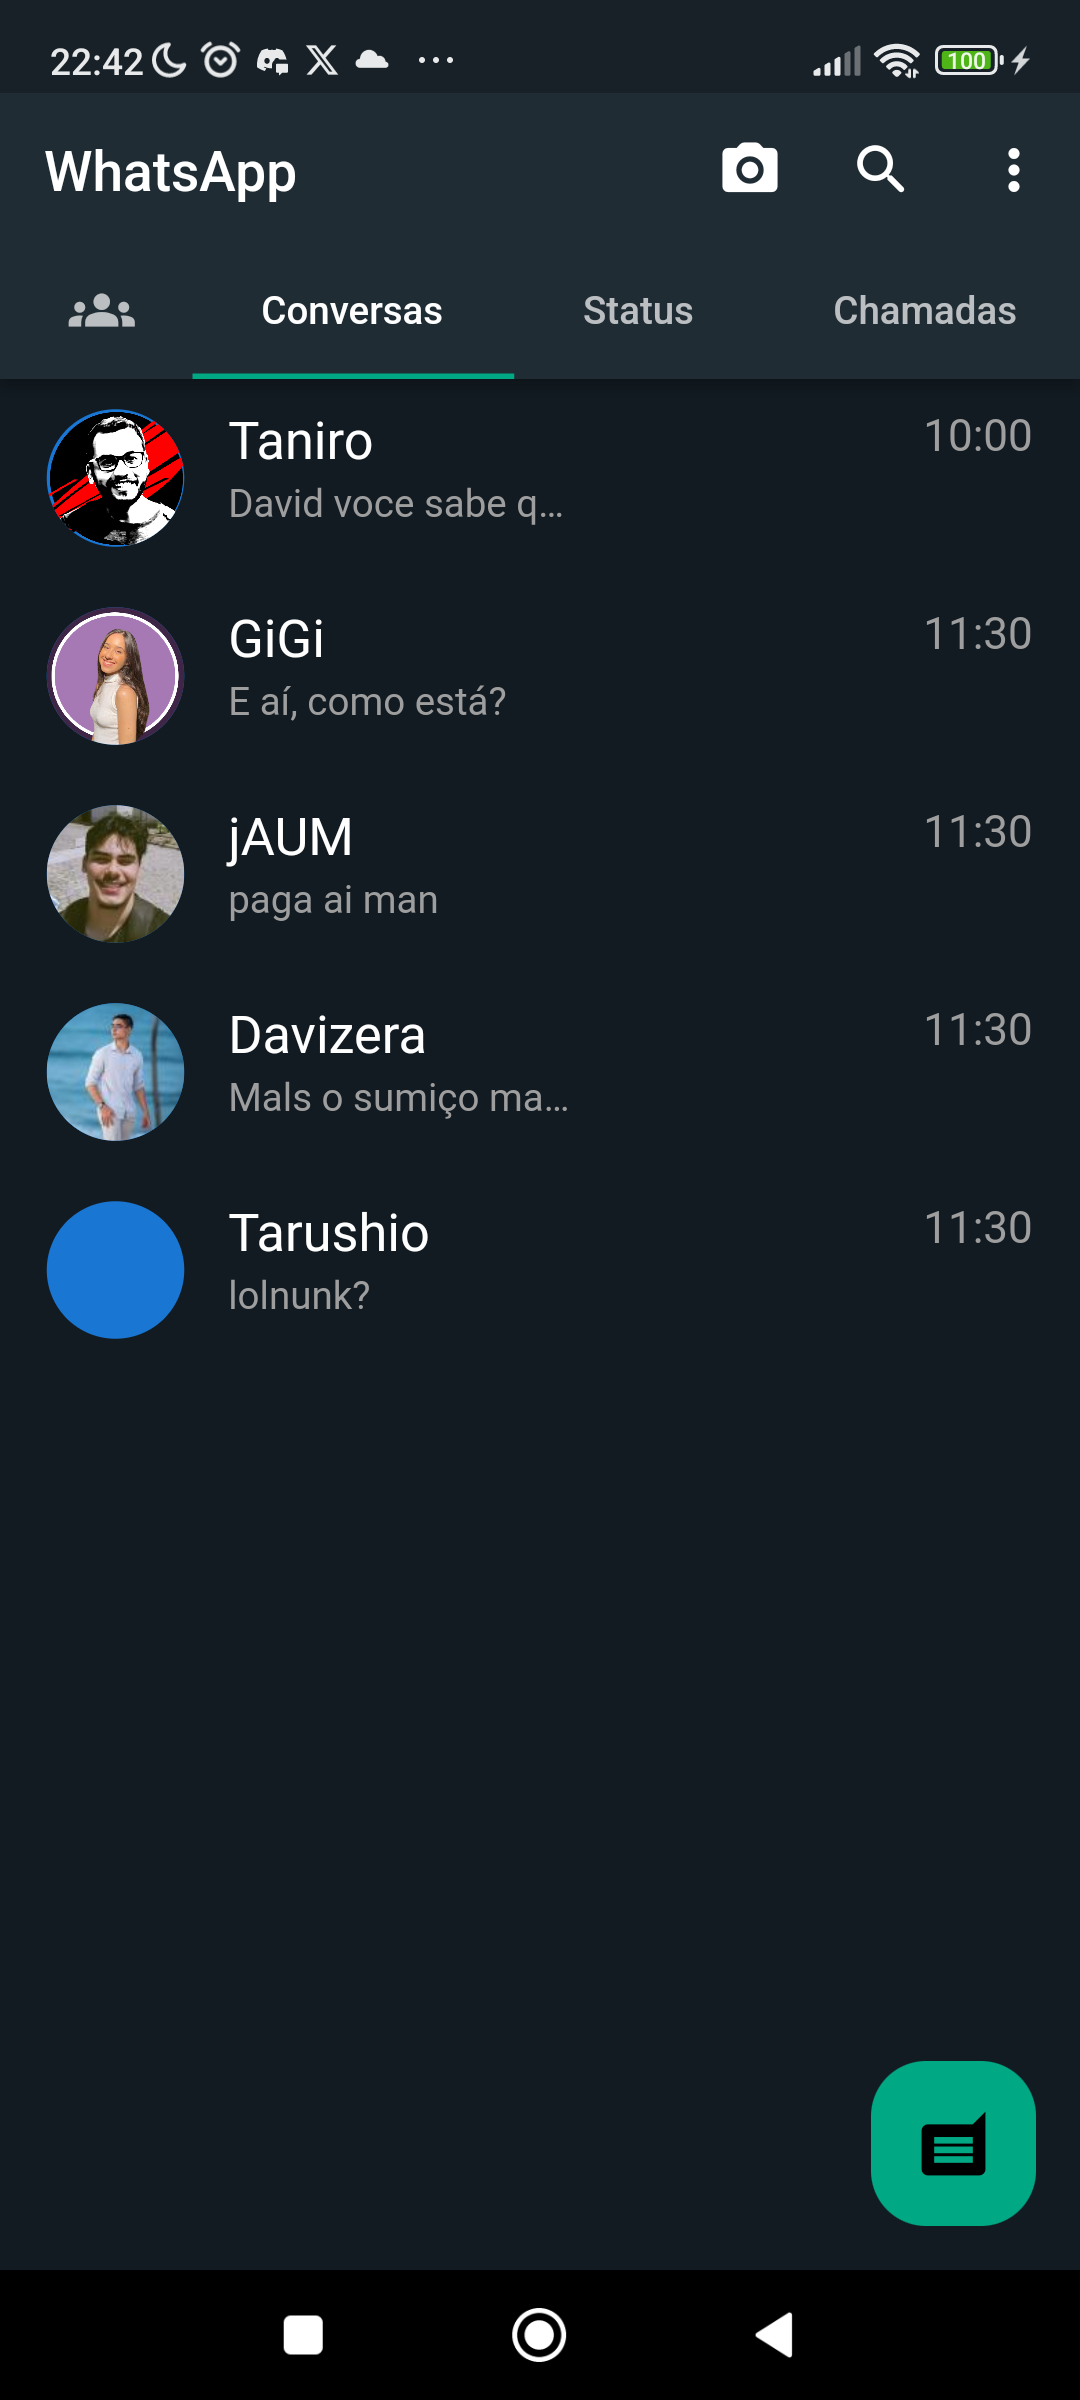 22:42
100
WhatsApp
Conversas
Status
Chamadas
Taniro
10:00
David voce sabe q...
GiGi
11:30
E aí, como está?
jAUM
11:30
paga ai man
Davizera
11:30
Mals o sumiço ma...
Tarushio
11:30
lolnunk?